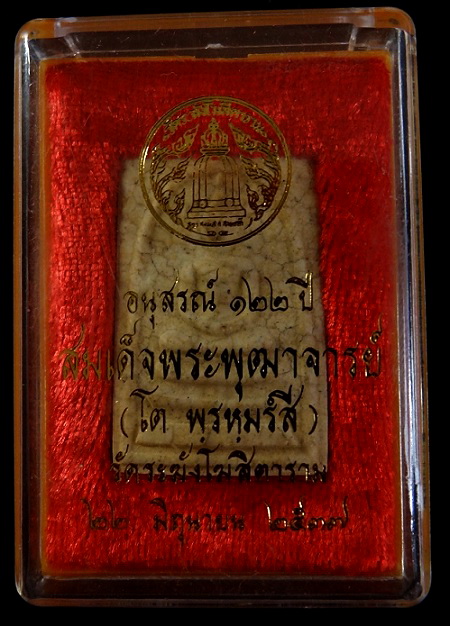 อนุสรณ์ ๑๒๒ ปี
สมเด็จพระพุฒาจารย์
(โต พฺรหฺมรํสี)
วัดระฆังโฆสิตาราม
๒๒ มิถุนายน ๒๕๓๗